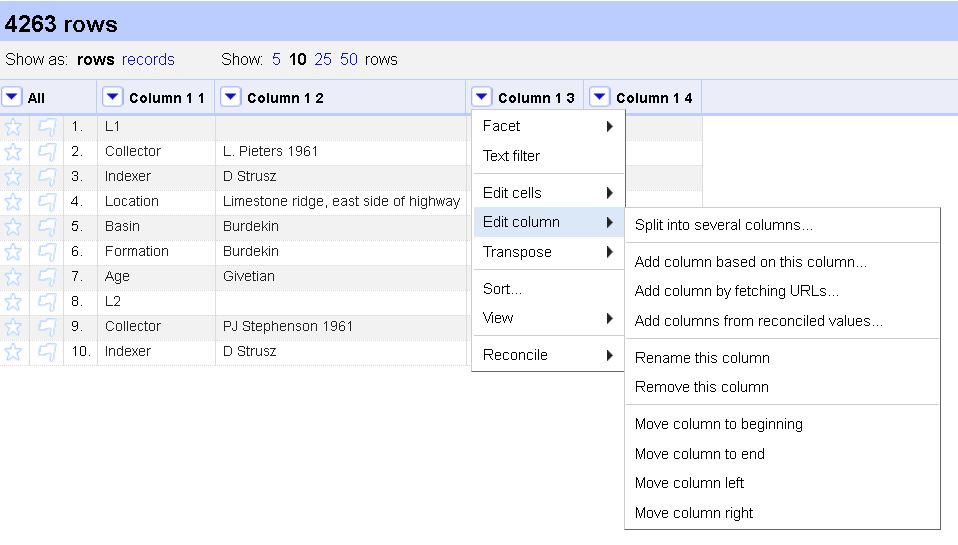 4263 rows
Show as: rows records Show: 5 10 25 50 rows
All Column 1 1 Column 1 2 Column 1 3 Column 1 4
1. L1
2. Collector L. Pieters 1961
3. Indexer D Strusz
4. Location Limestone ridge, east side of highway
5. Basin Burdekin
6. Formation Burdekin
7. Age Givetian
8. L2
9. Collector PJ Stephenson 1961
10. Indexer D Strusz
Facet
Text filter
Edit cells
Edit column
Transpose
Sort...
View
Reconcile
Split into several columns...
Add column based on this column...
Add column by fetching URLs...
Add columns from reconciled values...
Rename this column
Remove this column
Move column to beginning
Move column to end
Move column left
Move column right